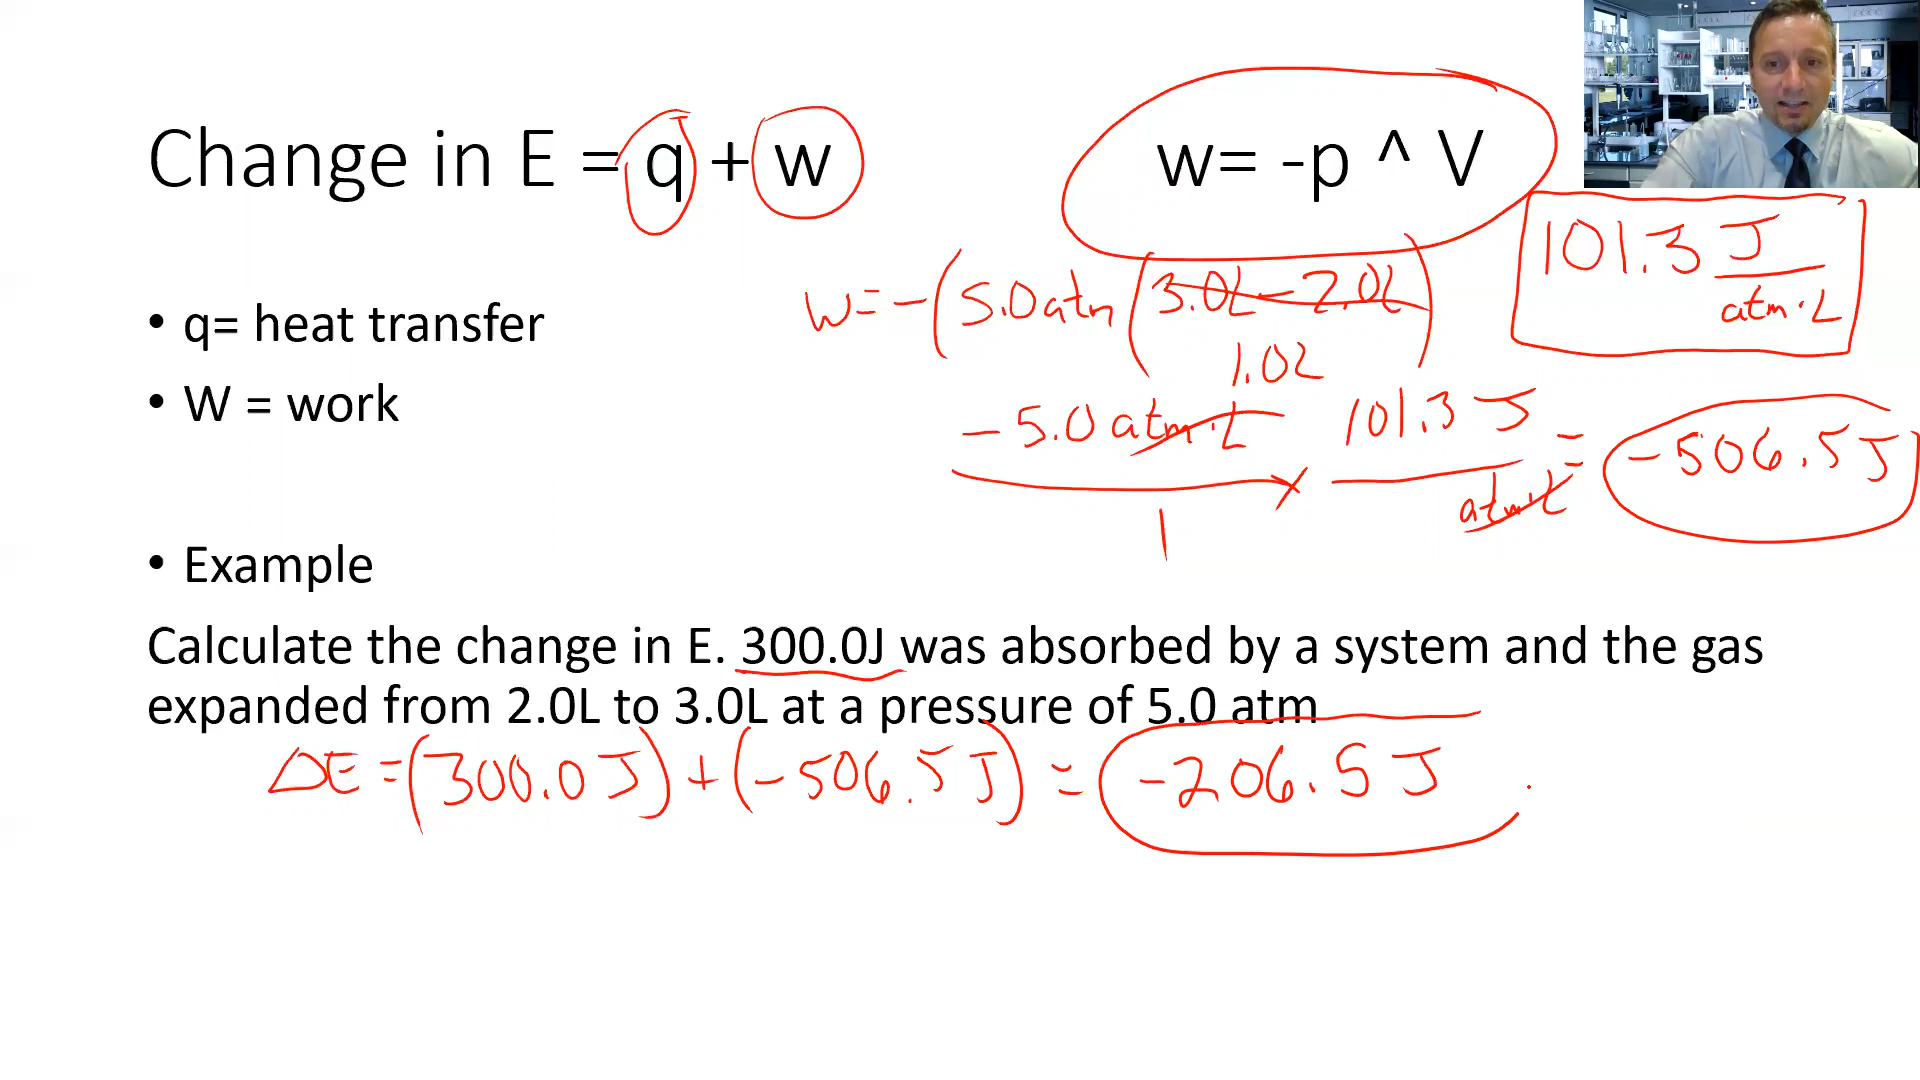 Change in E = q + w
w= -p ^ V
101.3 J
atm·L
• q= heat transfer
w = -(5.0atm(3.0L - 2.0L)
1.0L
• W = work
-5.0 atm·L × 101.3 J = -506.5 J
1 atm·L
• Example
Calculate the change in E. 300.0J was absorbed by a system and the gas
expanded from 2.0L to 3.0L at a pressure of 5.0 atm
ΔE = (300.0 J) + (-506.5 J) = -206.5 J